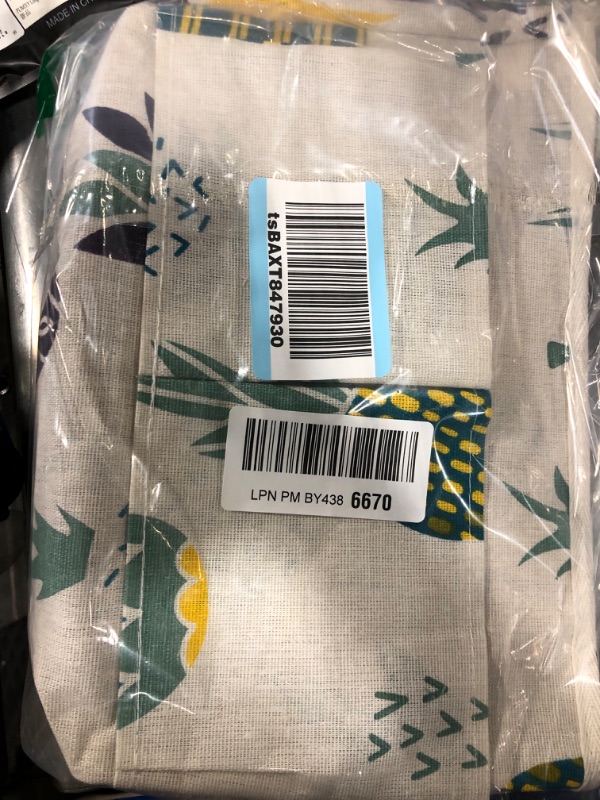 MADE IN CH
tsBAXT847930
LPN PM BY438 6670